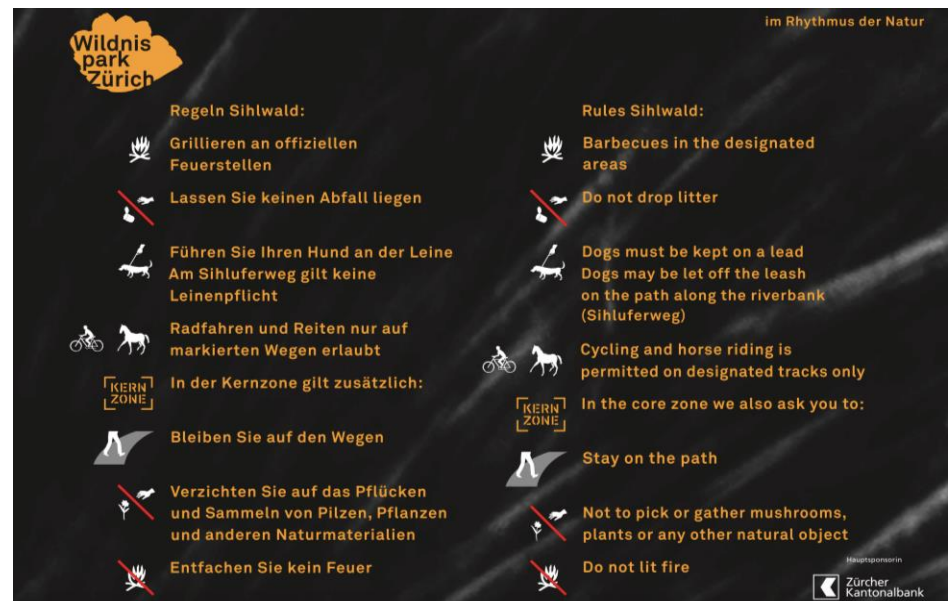 im Rhythmus der Natur
Wildnis
park
Zürich
Regeln Sihlwald:
Grillieren an offiziellen
Feuerstellen
Lassen Sie keinen Abfall liegen
Führen Sie Ihren Hund an der Leine
Am Sihluferweg gilt keine
Leinenpflicht
Radfahren und Reiten nur auf
markierten Wegen erlaubt
KERN
ZONE
In der Kernzone gilt zusätzlich:
Bleiben Sie auf den Wegen
Verzichten Sie auf das Pflücken
und Sammeln von Pilzen, Pflanzen
und anderen Naturmaterialien
Entfachen Sie kein Feuer
Rules Sihlwald:
Barbecues in the designated
areas
Do not drop litter
Dogs must be kept on a lead
Dogs may be let off the leash
on the path along the riverbank
(Sihluferweg)
Cycling and horse riding is
permitted on designated tracks only
KERN
ZONE
In the core zone we also ask you to:
Stay on the path
Not to pick or gather mushrooms,
plants or any other natural object
Do not lit fire
Hauptsponsorin
Zürcher
Kantonalbank